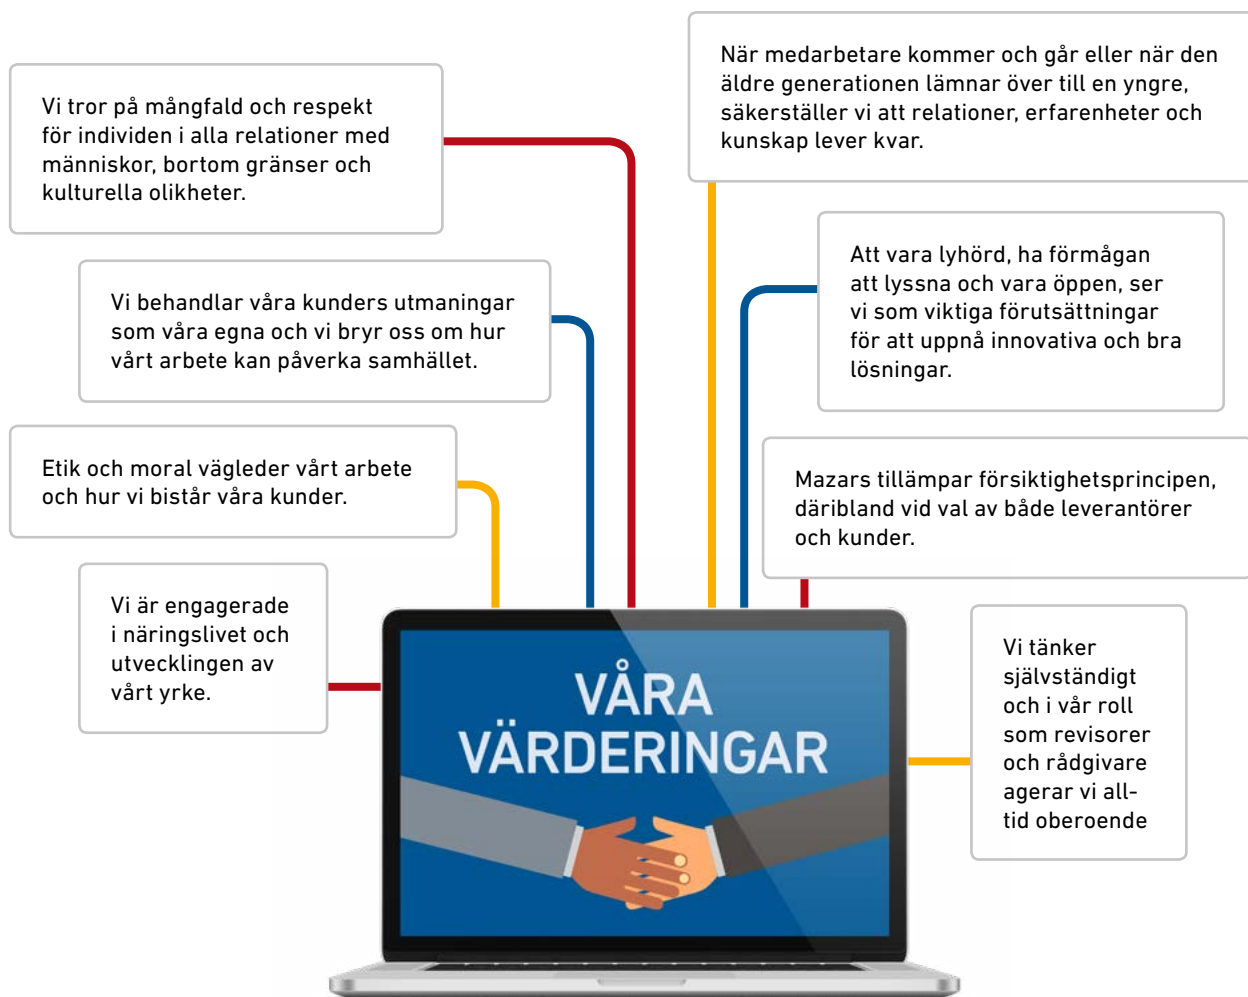 Vi tror på mångfald och respekt
för individen i alla relationer med
människor, bortom gränser och
kulturella olikheter.
När medarbetare kommer och går eller när den
äldre generationen lämnar över till en yngre,
säkerställer vi att relationer, erfarenheter och
kunskap lever kvar.
Vi behandlar våra kunders utmaningar
som våra egna och vi bryr oss om hur
vårt arbete kan påverka samhället.
Att vara lyhörd, ha förmågan
att lyssna och vara öppen, ser
vi som viktiga förutsättningar
för att uppnå innovativa och bra
lösningar.
Etik och moral vägleder vårt arbete
och hur vi bistår våra kunder.
Mazars tillämpar försiktighetsprincipen,
däribland vid val av både leverantörer
och kunder.
Vi är engagerade
i näringslivet och
utvecklingen av
vårt yrke.
VÅRA
VÄRDERINGAR
Vi tänker
självständigt
och i vår roll
som revisorer
och rådgivare
agerar vi all-
tid oberoende